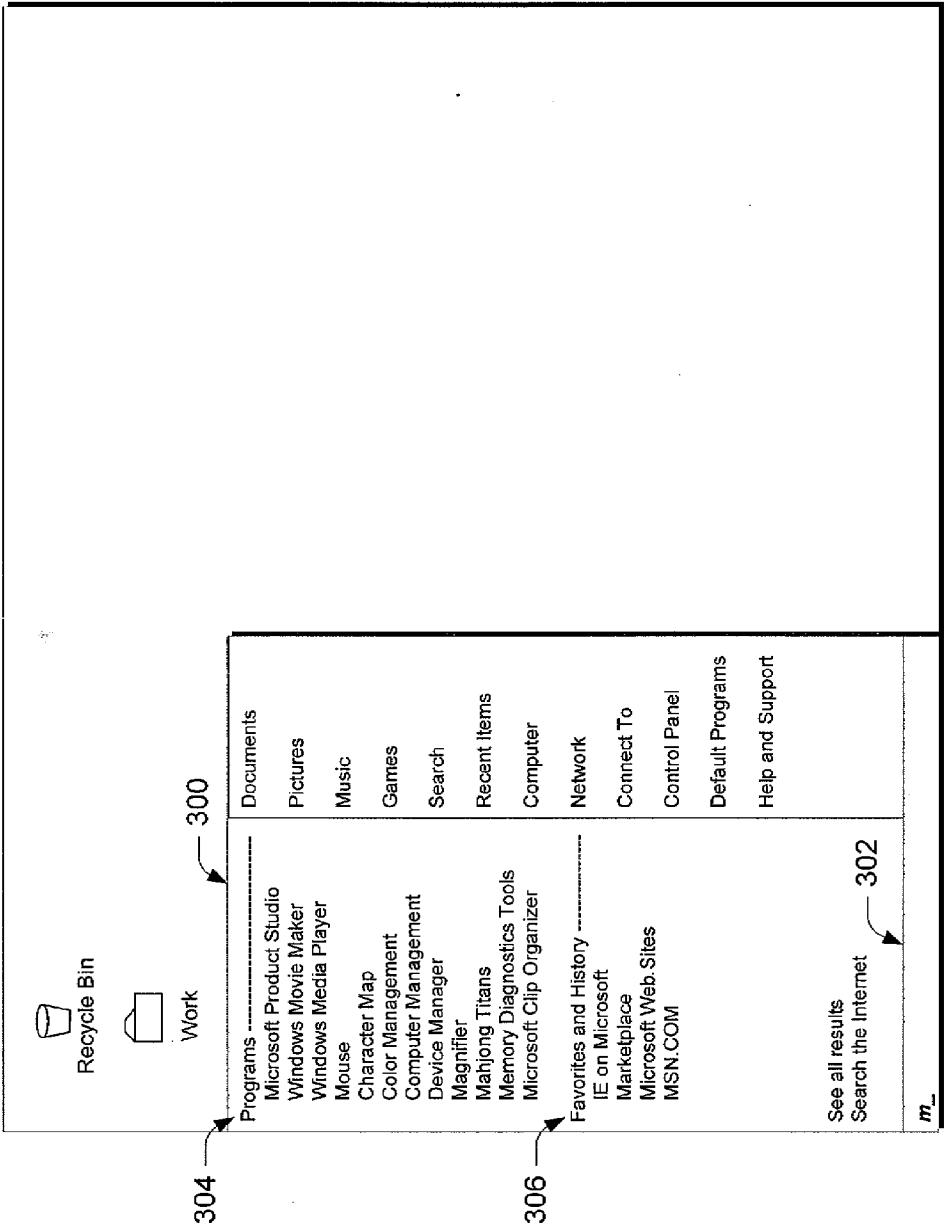 Recycle Bin
Work
300
304
Programs --------------------
Microsoft Product Studio
Windows Movie Maker
Windows Media Player
Mouse
Character Map
Color Management
Computer Management
Device Manager
Magnifier
Mahjong Titans
Memory Diagnostics Tools
Microsoft Clip Organizer
306
Favorites and History ------------
IE on Microsoft
Marketplace
Microsoft Web Sites
MSN.COM
See all results
Search the Internet
302
m_
Documents
Pictures
Music
Games
Search
Recent Items
Computer
Network
Connect To
Control Panel
Default Programs
Help and Support